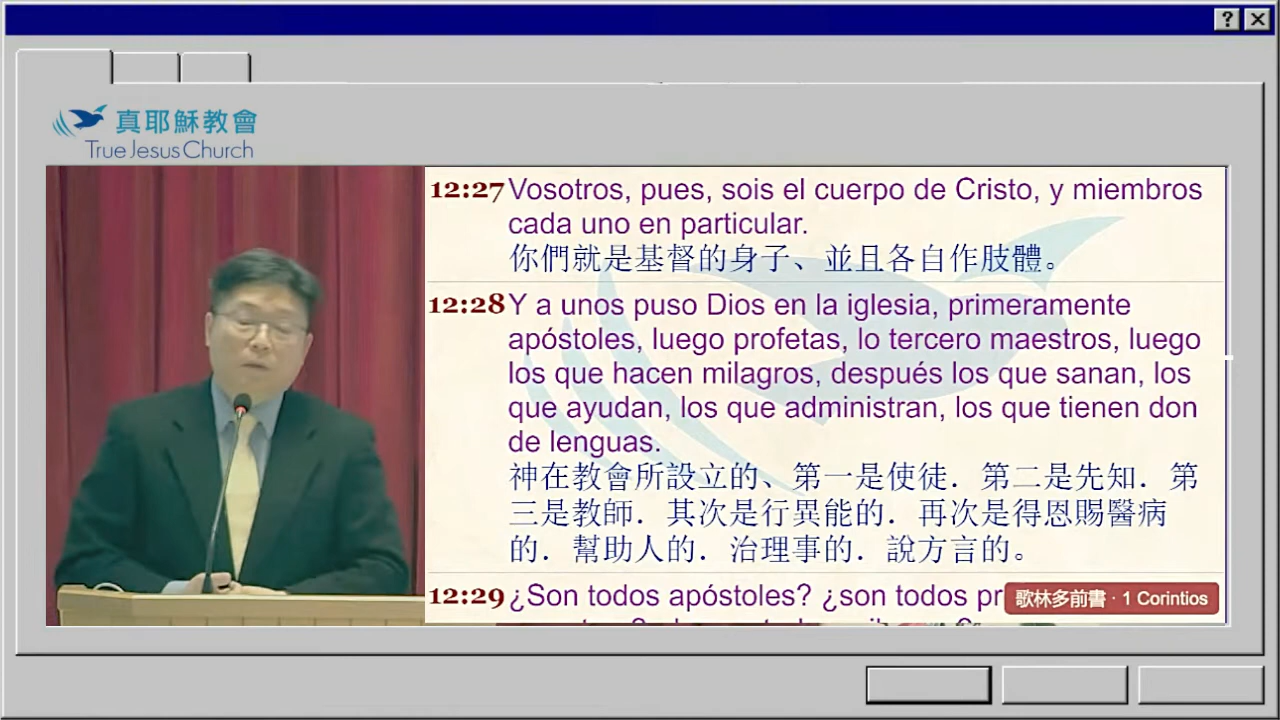 真耶穌教會
True Jesus Church
12:27 Vosotros, pues, sois el cuerpo de Cristo, y miembros
cada uno en particular.
你們就是基督的身子、並且各自作肢體。
12:28 Y a unos puso Dios en la iglesia, primeramente
apóstoles, luego profetas, lo tercero maestros, luego
los que hacen milagros, después los que sanan, los
que ayudan, los que administran, los que tienen don
de lenguas.
神在教會所設立的、第一是使徒．第二是先知．第
三是教師．其次是行異能的．再次是得恩賜醫病
的．幫助人的．治理事的．說方言的。
12:29 ¿Son todos apóstoles? ¿son todos
歌林多前書 · 1 Corintios